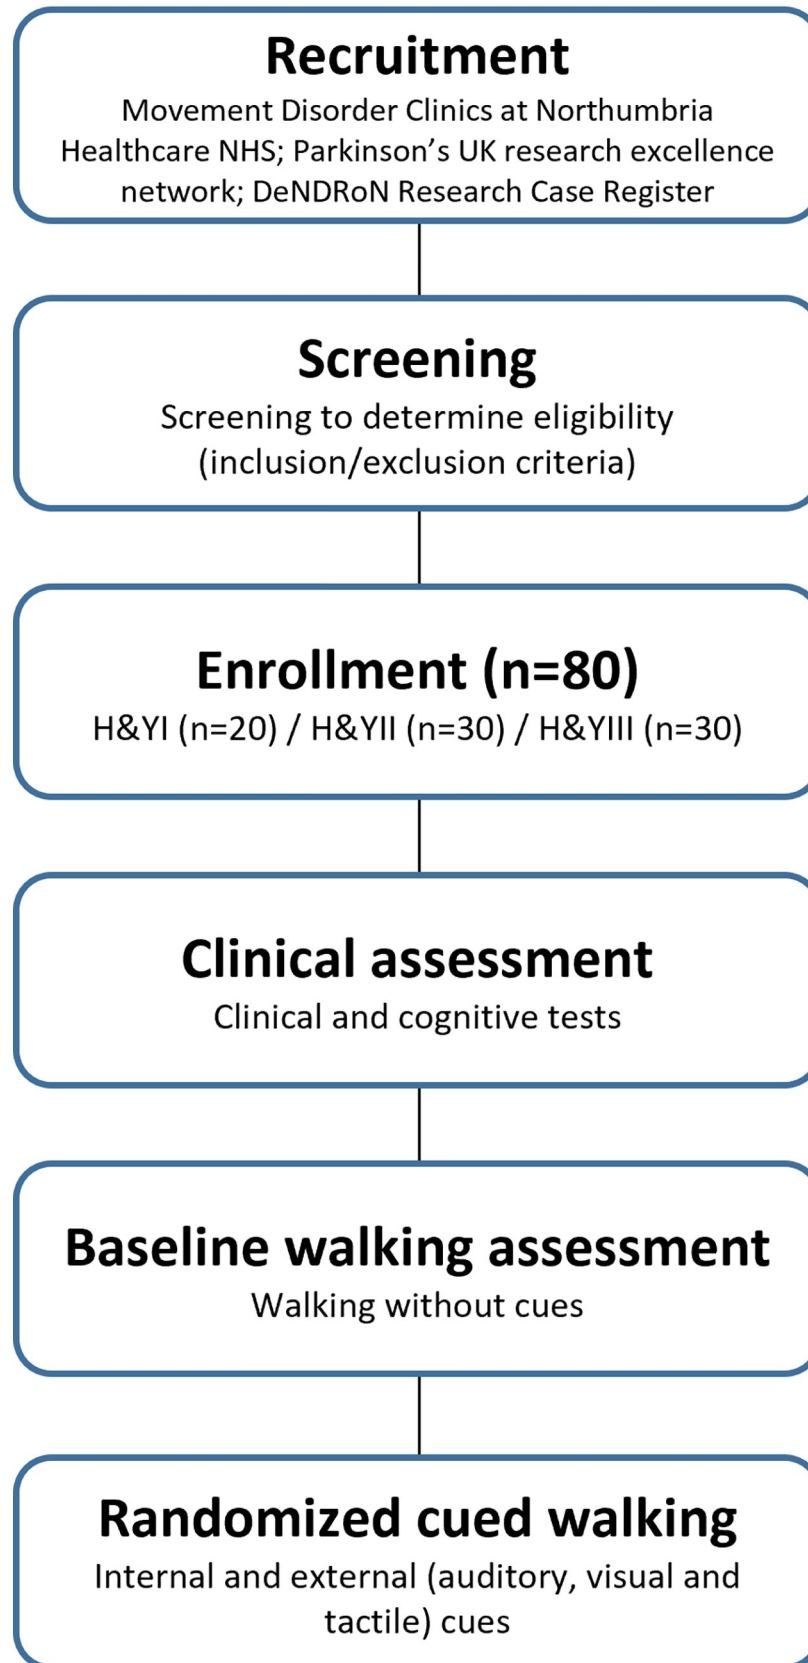 Recruitment
Movement Disorder Clinics at Northumbria
Healthcare NHS; Parkinson’s UK research excellence
network; DeNDRoN Research Case Register
Screening
Screening to determine eligibility
(inclusion/exclusion criteria)
Enrollment (n=80)
H&YI (n=20) / H&YII (n=30) / H&YIII (n=30)
Clinical assessment
Clinical and cognitive tests
Baseline walking assessment
Walking without cues
Randomized cued walking
Internal and external (auditory, visual and
tactile) cues